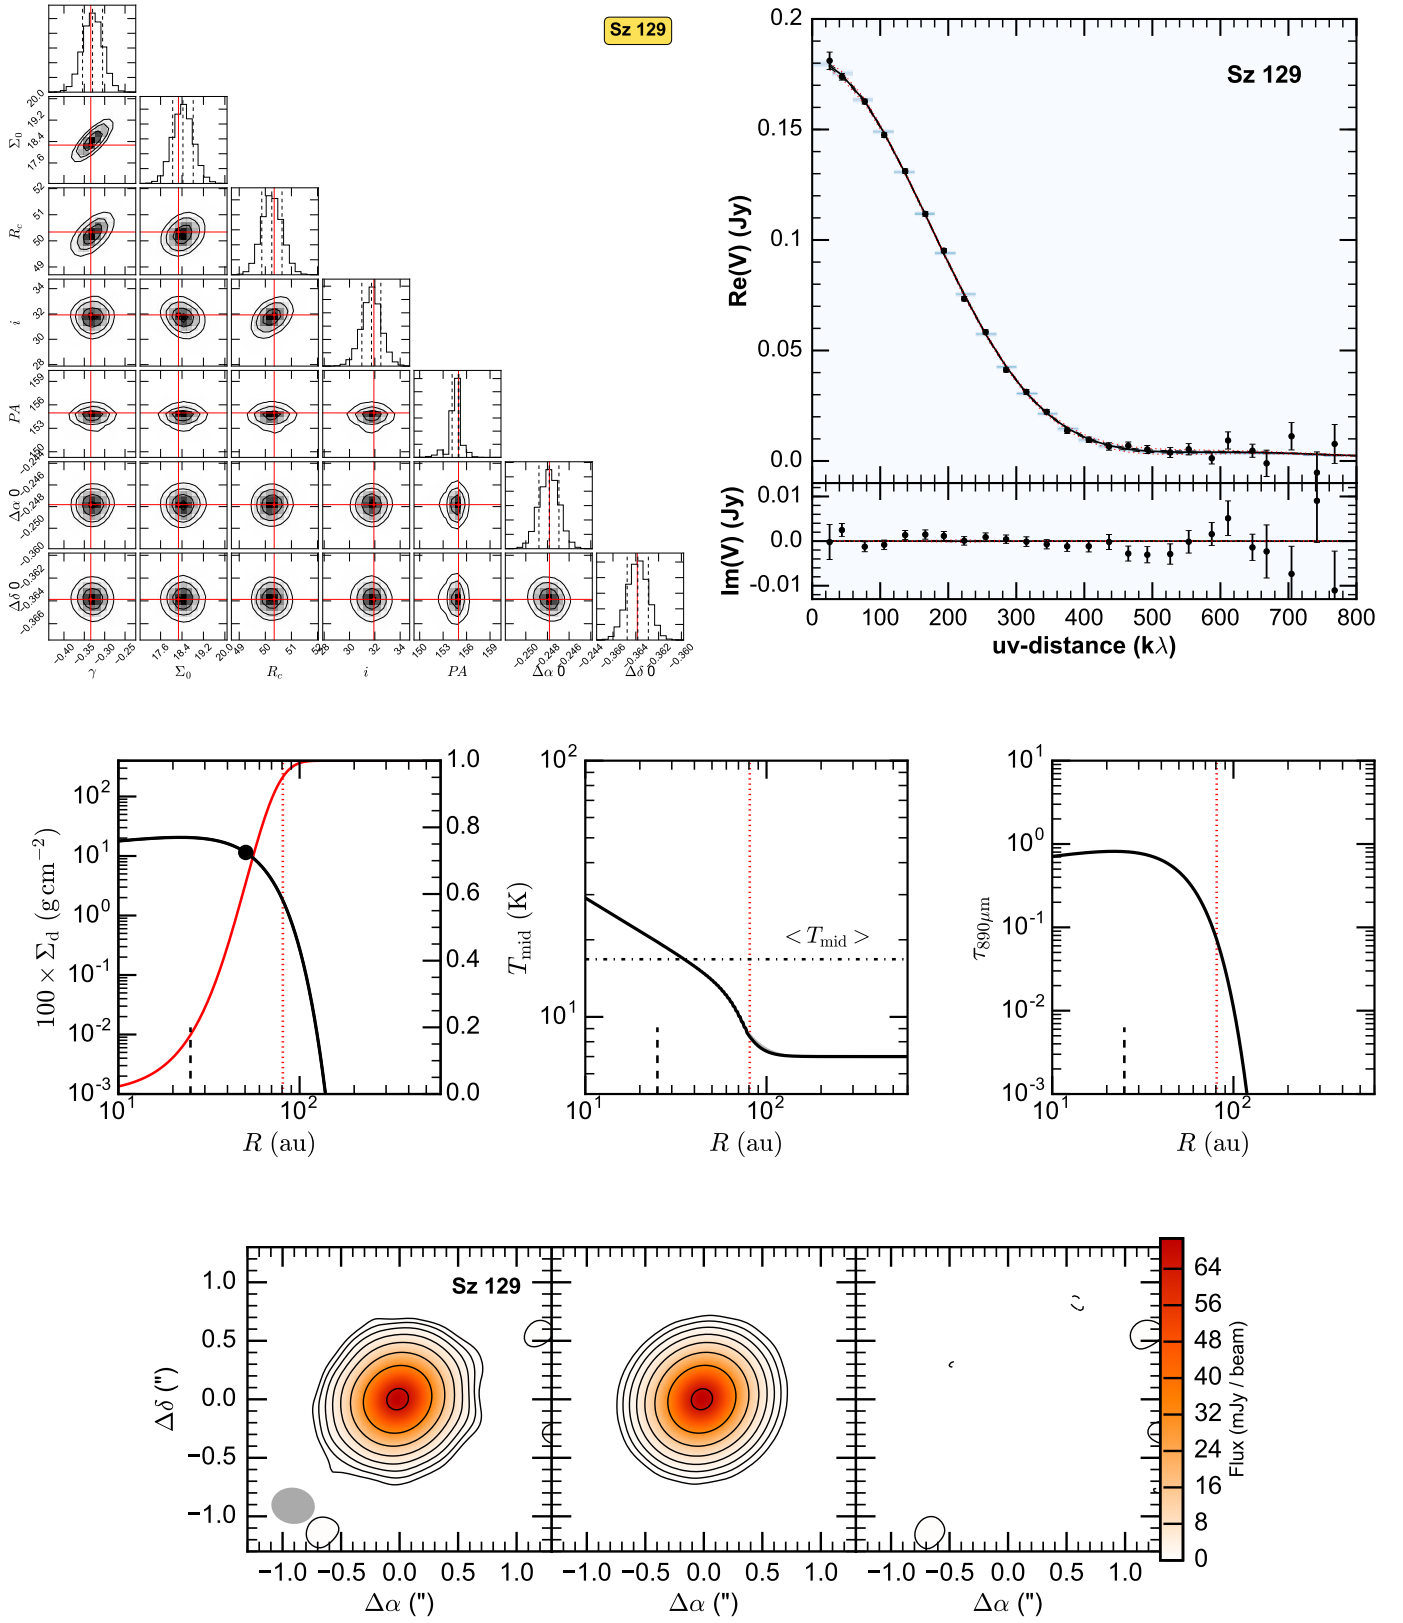 Sz 129
Σ₀
20.0
19.2
18.4
17.6
R_c
52
51
50
49
i
34
32
30
28
PA
159
156
153
150
Δα 0
−0.244
−0.246
−0.248
−0.250
Δδ 0
−0.360
−0.362
−0.364
−0.366
−0.40 −0.35 −0.30 −0.25
17.6 18.4 19.2 20.0
49 50 51 52
28 30 32 34
150 153 156 159
−0.250 −0.248 −0.246 −0.244
−0.366 −0.364 −0.362 −0.360
γ Σ₀ R_c i PA Δα 0 Δδ 0
Sz 129
Re(V) (Jy)
0.2
0.15
0.1
0.05
0.0
Im(V) (Jy)
0.01
0.0
-0.01
0 100 200 300 400 500 600 700 800
uv-distance (kλ)
100 × Σ_d (g cm⁻²)
10²
10¹
10⁰
10⁻¹
10⁻²
10⁻³
1.0
0.8
0.6
0.4
0.2
0.0
10¹ 10²
R (au)
T_mid (K)
10²
10¹
< T_mid >
10¹ 10²
R (au)
τ_890μm
10¹
10⁰
10⁻¹
10⁻²
10⁻³
10¹ 10²
R (au)
Sz 129
Δδ (")
1.0
0.5
0.0
−0.5
−1.0
−1.0 −0.5 0.0 0.5 1.0
−1.0 −0.5 0.0 0.5 1.0
−1.0 −0.5 0.0 0.5 1.0
Δα (") Δα (") Δα (")
64
56
48
40
32
24
16
8
0
Flux (mJy / beam)